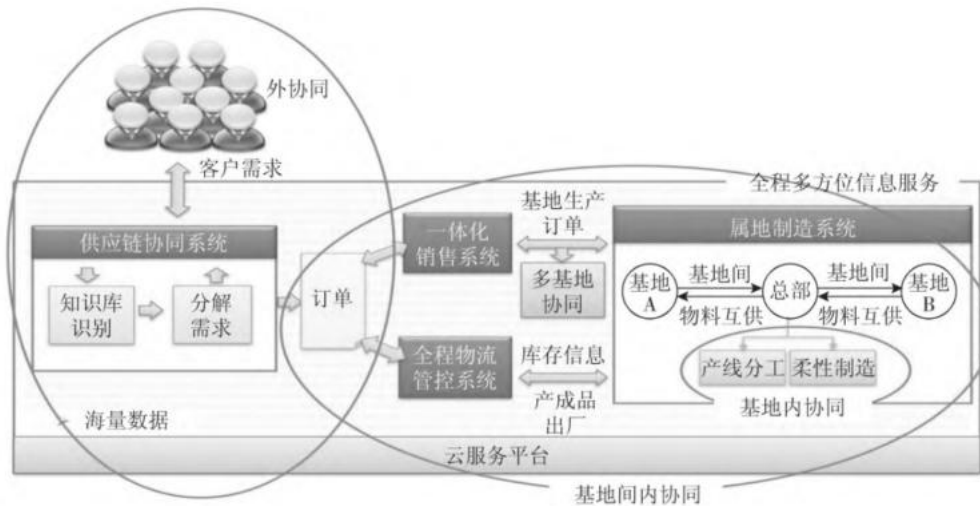 外协同
客户需求
全程多方位信息服务
供应链协同系统
知识库
识别
分解
需求
订单
一体化
销售系统
基地生产
订单
多基地
协同
全程物流
管控系统
库存信息
产成品
出厂
属地制造系统
基地
A
基地间
物料互供
总部
基地间
物料互供
基地
B
产线分工
柔性制造
基地内协同
海量数据
云服务平台
基地间内协同